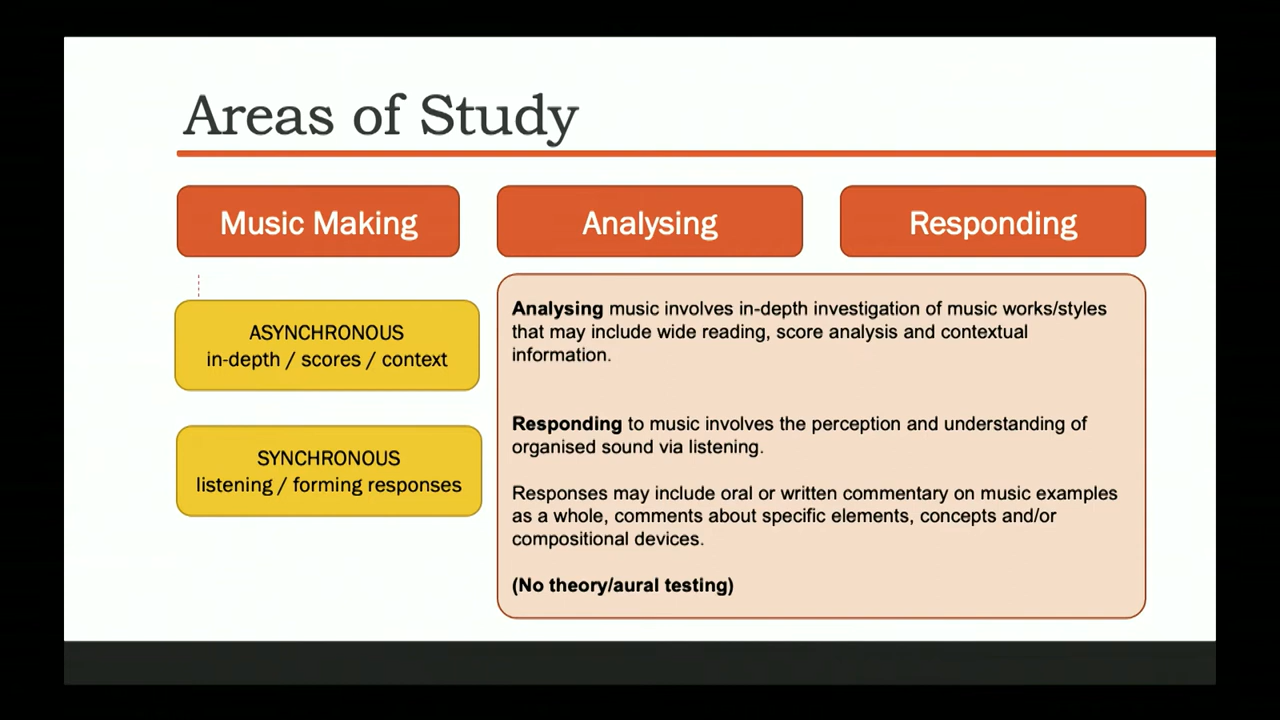 Areas of Study
Music Making
Analysing
Responding
ASYNCHRONOUS
in-depth / scores / context
SYNCHRONOUS
listening / forming responses
Analysing music involves in-depth investigation of music works/styles
that may include wide reading, score analysis and contextual
information.
Responding to music involves the perception and understanding of
organised sound via listening.
Responses may include oral or written commentary on music examples
as a whole, comments about specific elements, concepts and/or
compositional devices.
(No theory/aural testing)